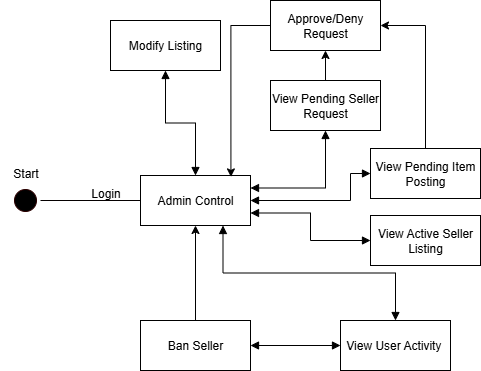 Approve/Deny
Request
Modify Listing
View Pending Seller
Request
View Pending Item
Posting
Start
Login
Admin Control
View Active Seller
Listing
Ban Seller
View User Activity